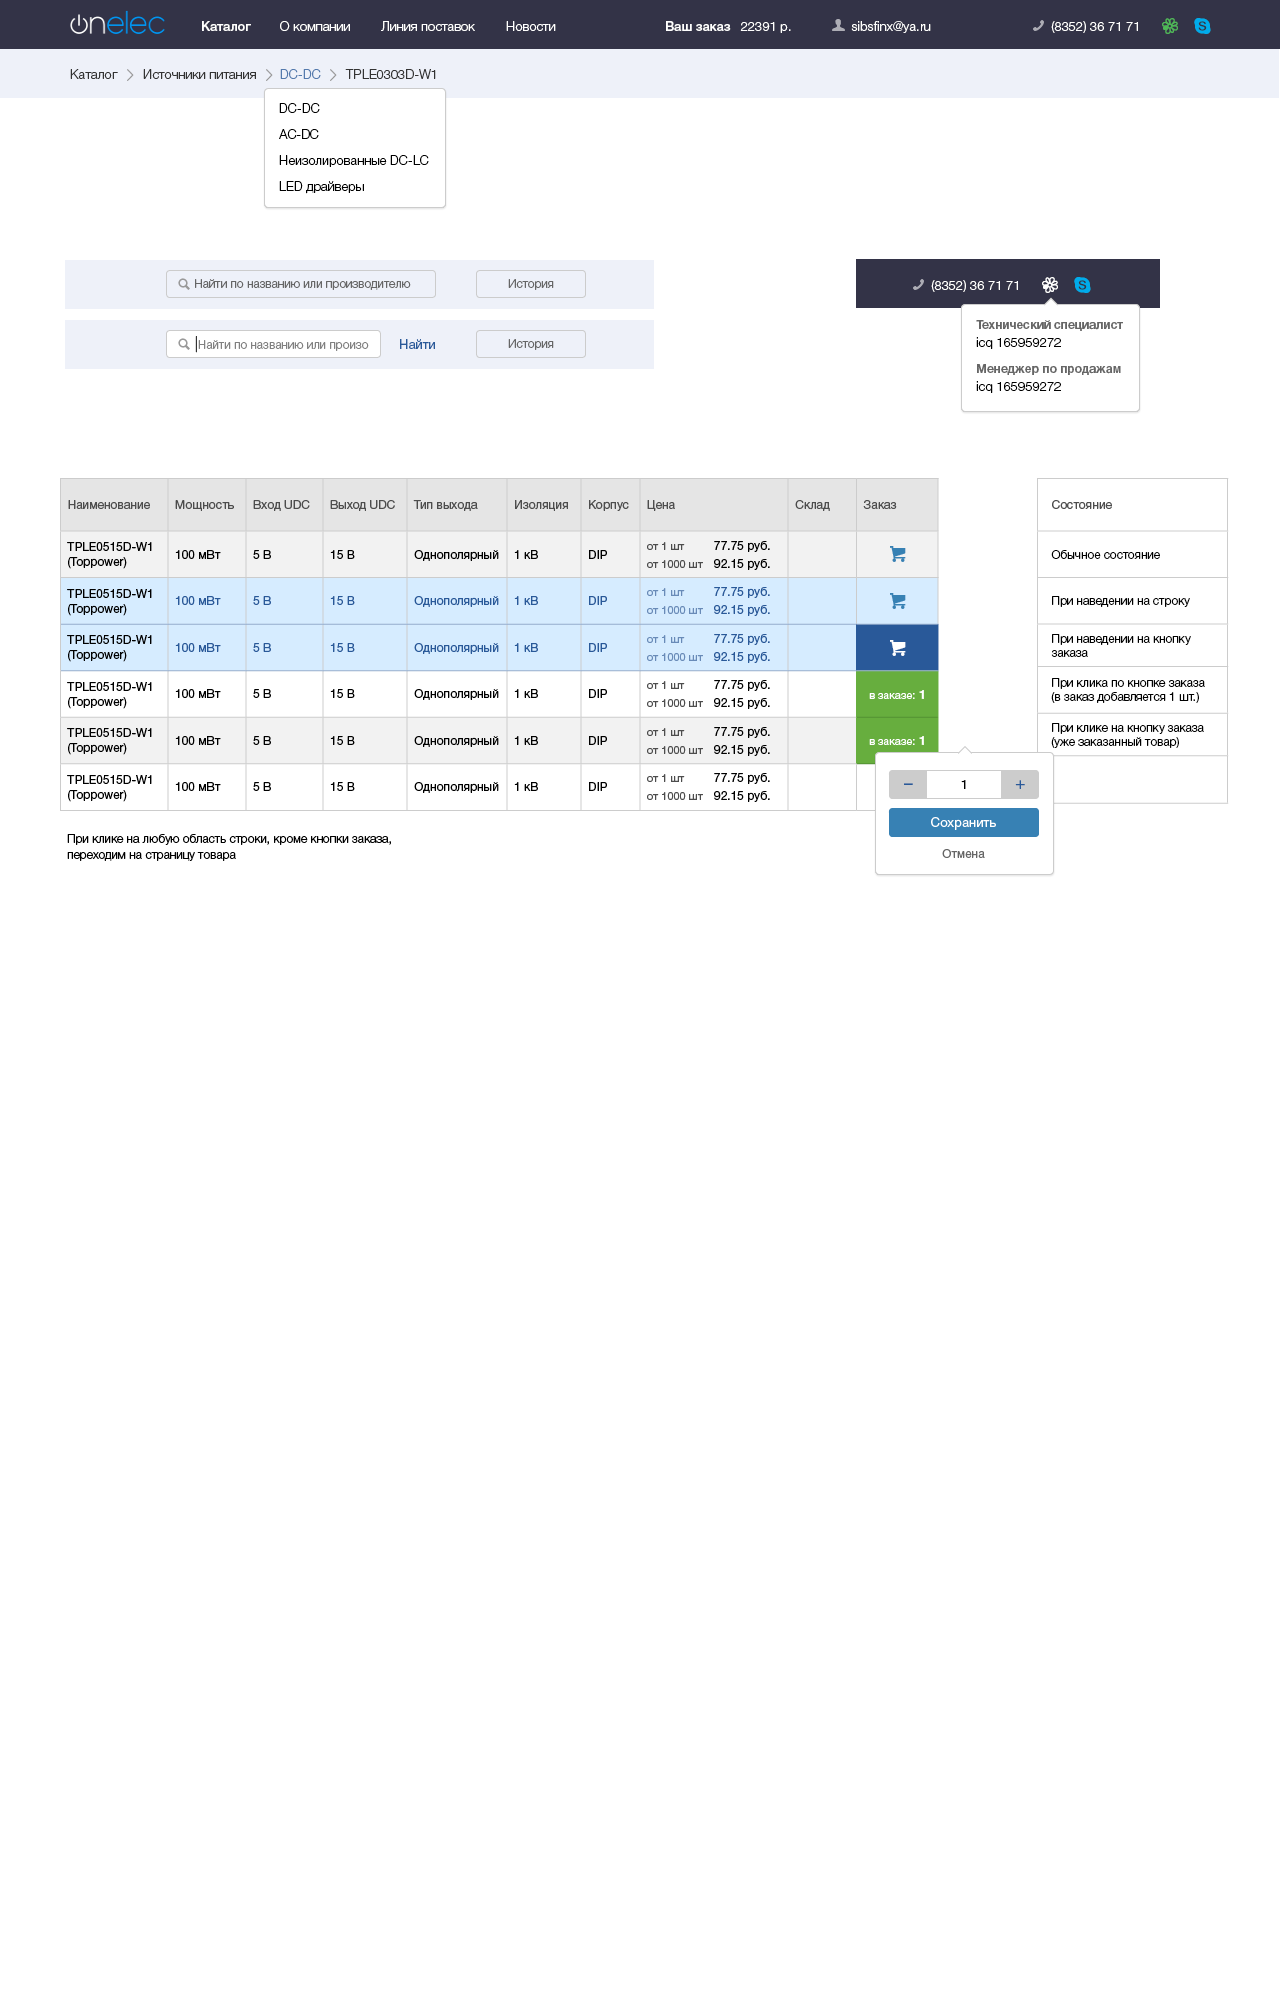 onelec Каталог О компании Линия поставок Новости Ваш заказ 22391 р. sibsfinx@ya.ru (8352) 36 71 71
Каталог Источники питания DC-DC TPLE0303D-W1
DC-DC
AC-DC
Неизолированные DC-LC
LED драйверы
Найти по названию или производителю История
Найти по названию или произо Найти История
(8352) 36 71 71
Технический специалист
icq 165959272
Менеджер по продажам
icq 165959272
Наименование Мощность Вход UDC Выход UDC Тип выхода Изоляция Корпус Цена Склад Заказ
TPLE0515D-W1
(Toppower) 100 мВт 5 В 15 В Однополярный 1 кВ DIP
от 1 шт 77.75 руб.
от 1000 шт 92.15 руб.
TPLE0515D-W1
(Toppower) 100 мВт 5 В 15 В Однополярный 1 кВ DIP
от 1 шт 77.75 руб.
от 1000 шт 92.15 руб.
TPLE0515D-W1
(Toppower) 100 мВт 5 В 15 В Однополярный 1 кВ DIP
от 1 шт 77.75 руб.
от 1000 шт 92.15 руб.
TPLE0515D-W1
(Toppower) 100 мВт 5 В 15 В Однополярный 1 кВ DIP
от 1 шт 77.75 руб.
от 1000 шт 92.15 руб.
в заказе: 1
TPLE0515D-W1
(Toppower) 100 мВт 5 В 15 В Однополярный 1 кВ DIP
от 1 шт 77.75 руб.
от 1000 шт 92.15 руб.
в заказе: 1
TPLE0515D-W1
(Toppower) 100 мВт 5 В 15 В Однополярный 1 кВ DIP
от 1 шт 77.75 руб.
от 1000 шт 92.15 руб.
− 1 +
Сохранить
Отмена
Состояние
Обычное состояние
При наведении на строку
При наведении на кнопку
заказа
При клика по кнопке заказа
(в заказ добавляется 1 шт.)
При клике на кнопку заказа
(уже заказанный товар)
При клике на любую область строки, кроме кнопки заказа,
переходим на страницу товара